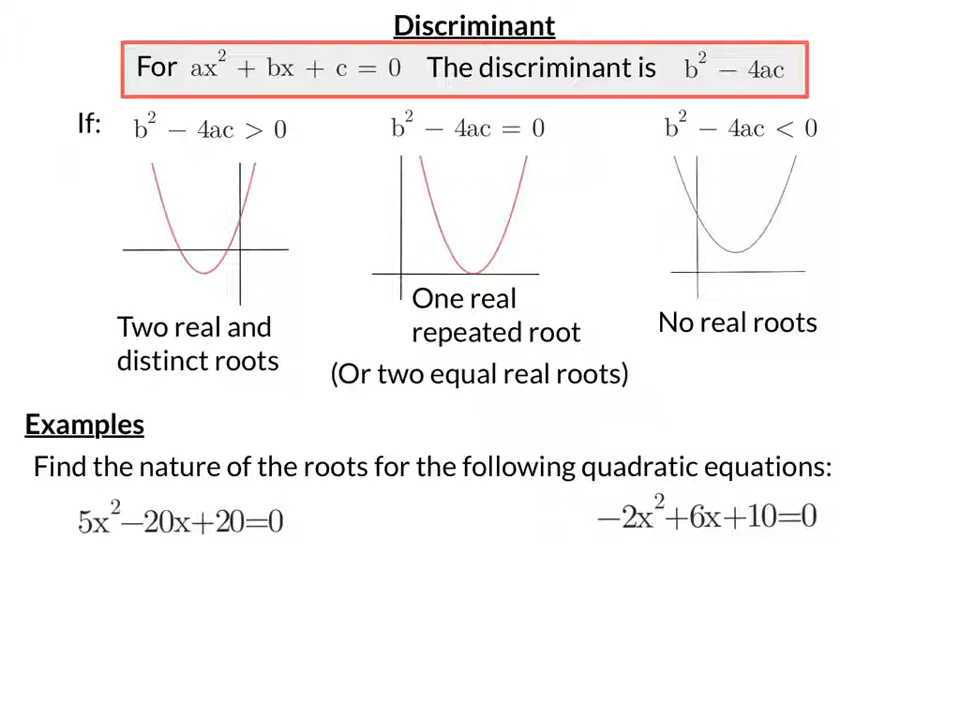 Discriminant
For ax² + bx + c = 0 The discriminant is b² − 4ac
If: b² − 4ac > 0 b² − 4ac = 0 b² − 4ac < 0
Two real and
distinct roots
One real
repeated root
(Or two equal real roots)
No real roots
Examples
Find the nature of the roots for the following quadratic equations:
5x²−20x+20=0 −2x²+6x+10=0